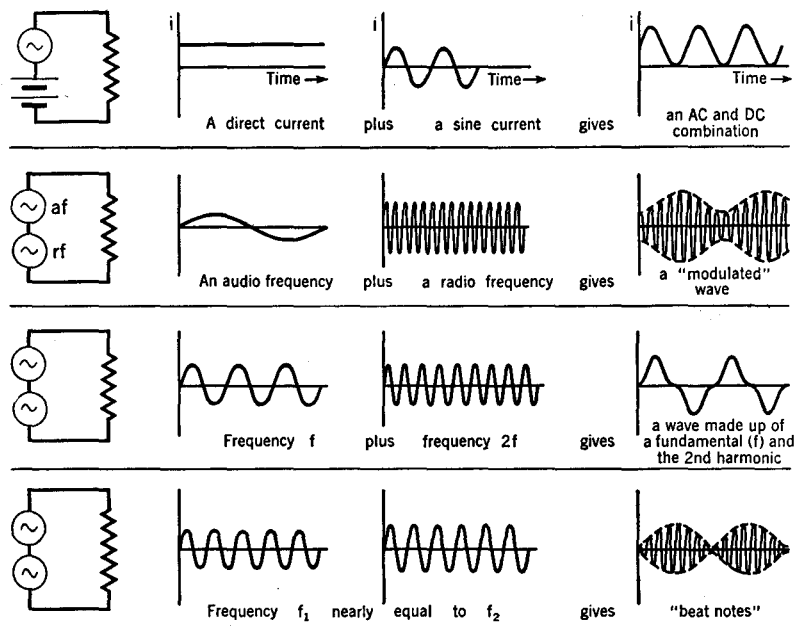 i
i
i
Time →
Time →
Time →
A direct current plus a sine current gives an AC and DC
combination
af
rf
An audio frequency plus a radio frequency gives a "modulated"
wave
Frequency f plus frequency 2f gives a wave made up of
a fundamental (f) and
the 2nd harmonic
Frequency f₁ nearly equal to f₂ gives "beat notes"